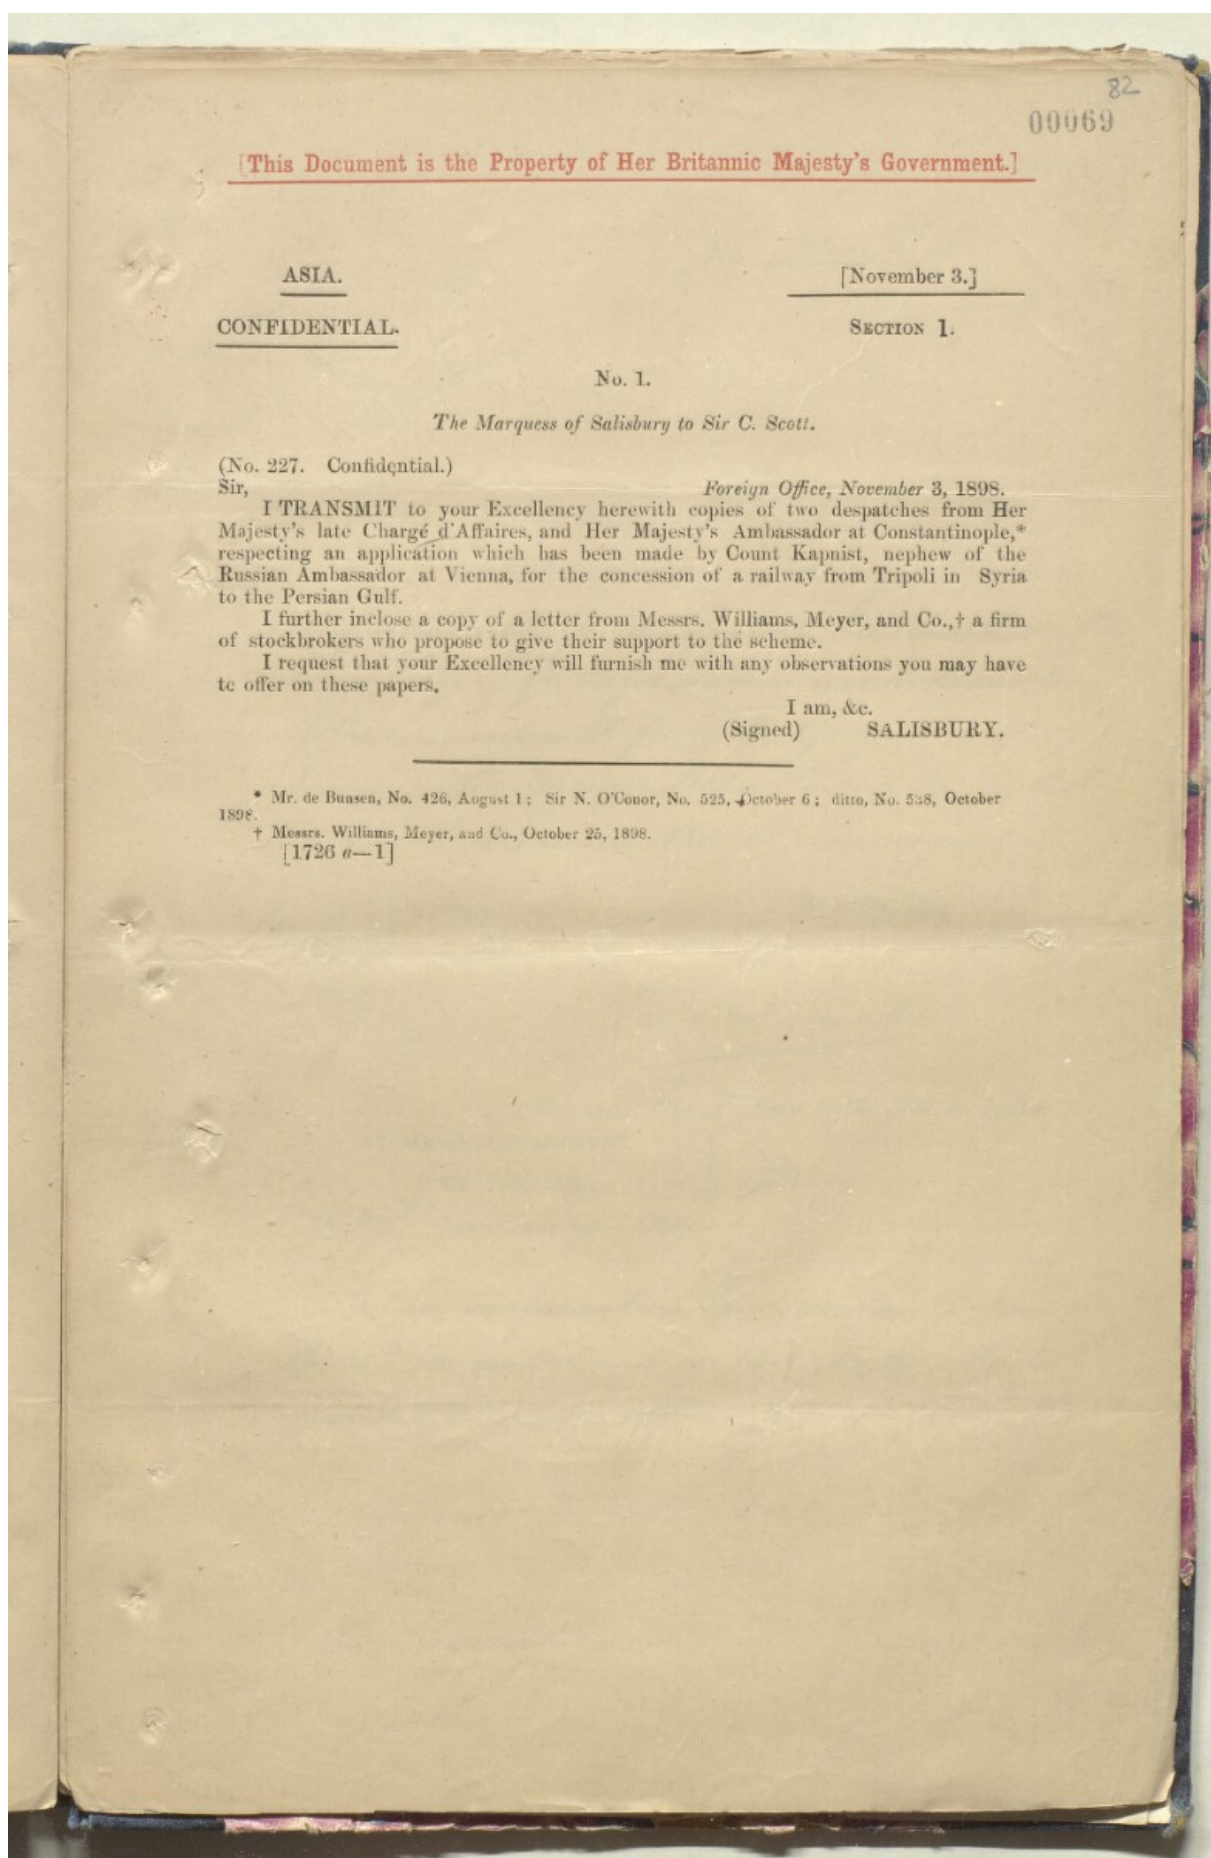 82
00069
[This Document is the Property of Her Britannic Majesty's Government.]
ASIA.
[November 3.]
CONFIDENTIAL.
SECTION 1.
No. 1.
The Marquess of Salisbury to Sir C. Scott.
(No. 227. Confidential.)
Sir,
Foreign Office, November 3, 1898.
I TRANSMIT to your Excellency herewith copies of two despatches from Her
Majesty's late Chargé d'Affaires, and Her Majesty's Ambassador at Constantinople,*
respecting an application which has been made by Count Kapnist, nephew of the
Russian Ambassador at Vienna, for the concession of a railway from Tripoli in Syria
to the Persian Gulf.
I further inclose a copy of a letter from Messrs. Williams, Meyer, and Co.,† a firm
of stockbrokers who propose to give their support to the scheme.
I request that your Excellency will furnish me with any observations you may have
to offer on these papers.
I am, &c.
(Signed) SALISBURY.
* Mr. de Bunsen, No. 426, August 1; Sir N. O'Conor, No. 525, October 6; ditto, No. October
1898.
† Messrs. Williams, Meyer, and Co., October 25, 1898.
[1726 a—1]